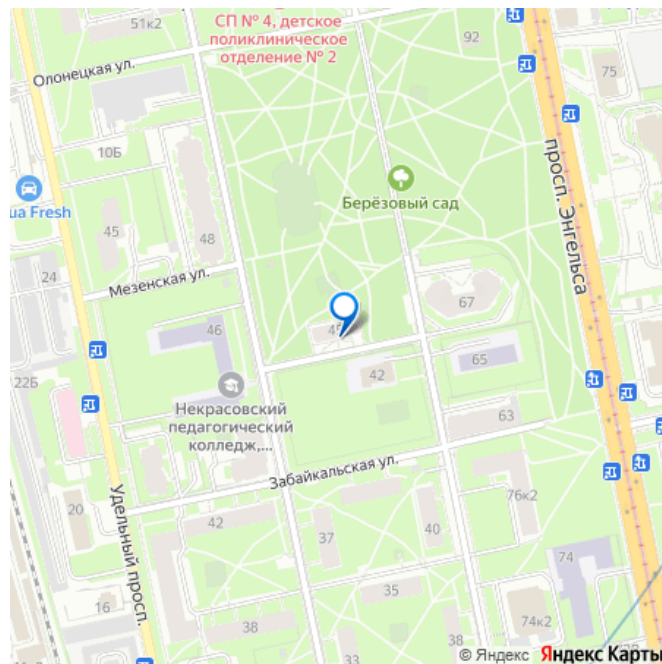 51к2
СП № 4, детское
поликлиническое
отделение № 2
92
75
Олонецкая ул.
10Б
просп. Энгельса
Берёзовый сад
ua Fresh
45
48
24
Мезенская ул.
67
46
22Б
42
65
Некрасовский
педагогический
колледж,...
63
Забайкальская ул.
Удельный просп.
20
42
76к2
37
40
74
35
16
38
38
74к2
© Яндекс Яндекс Карты